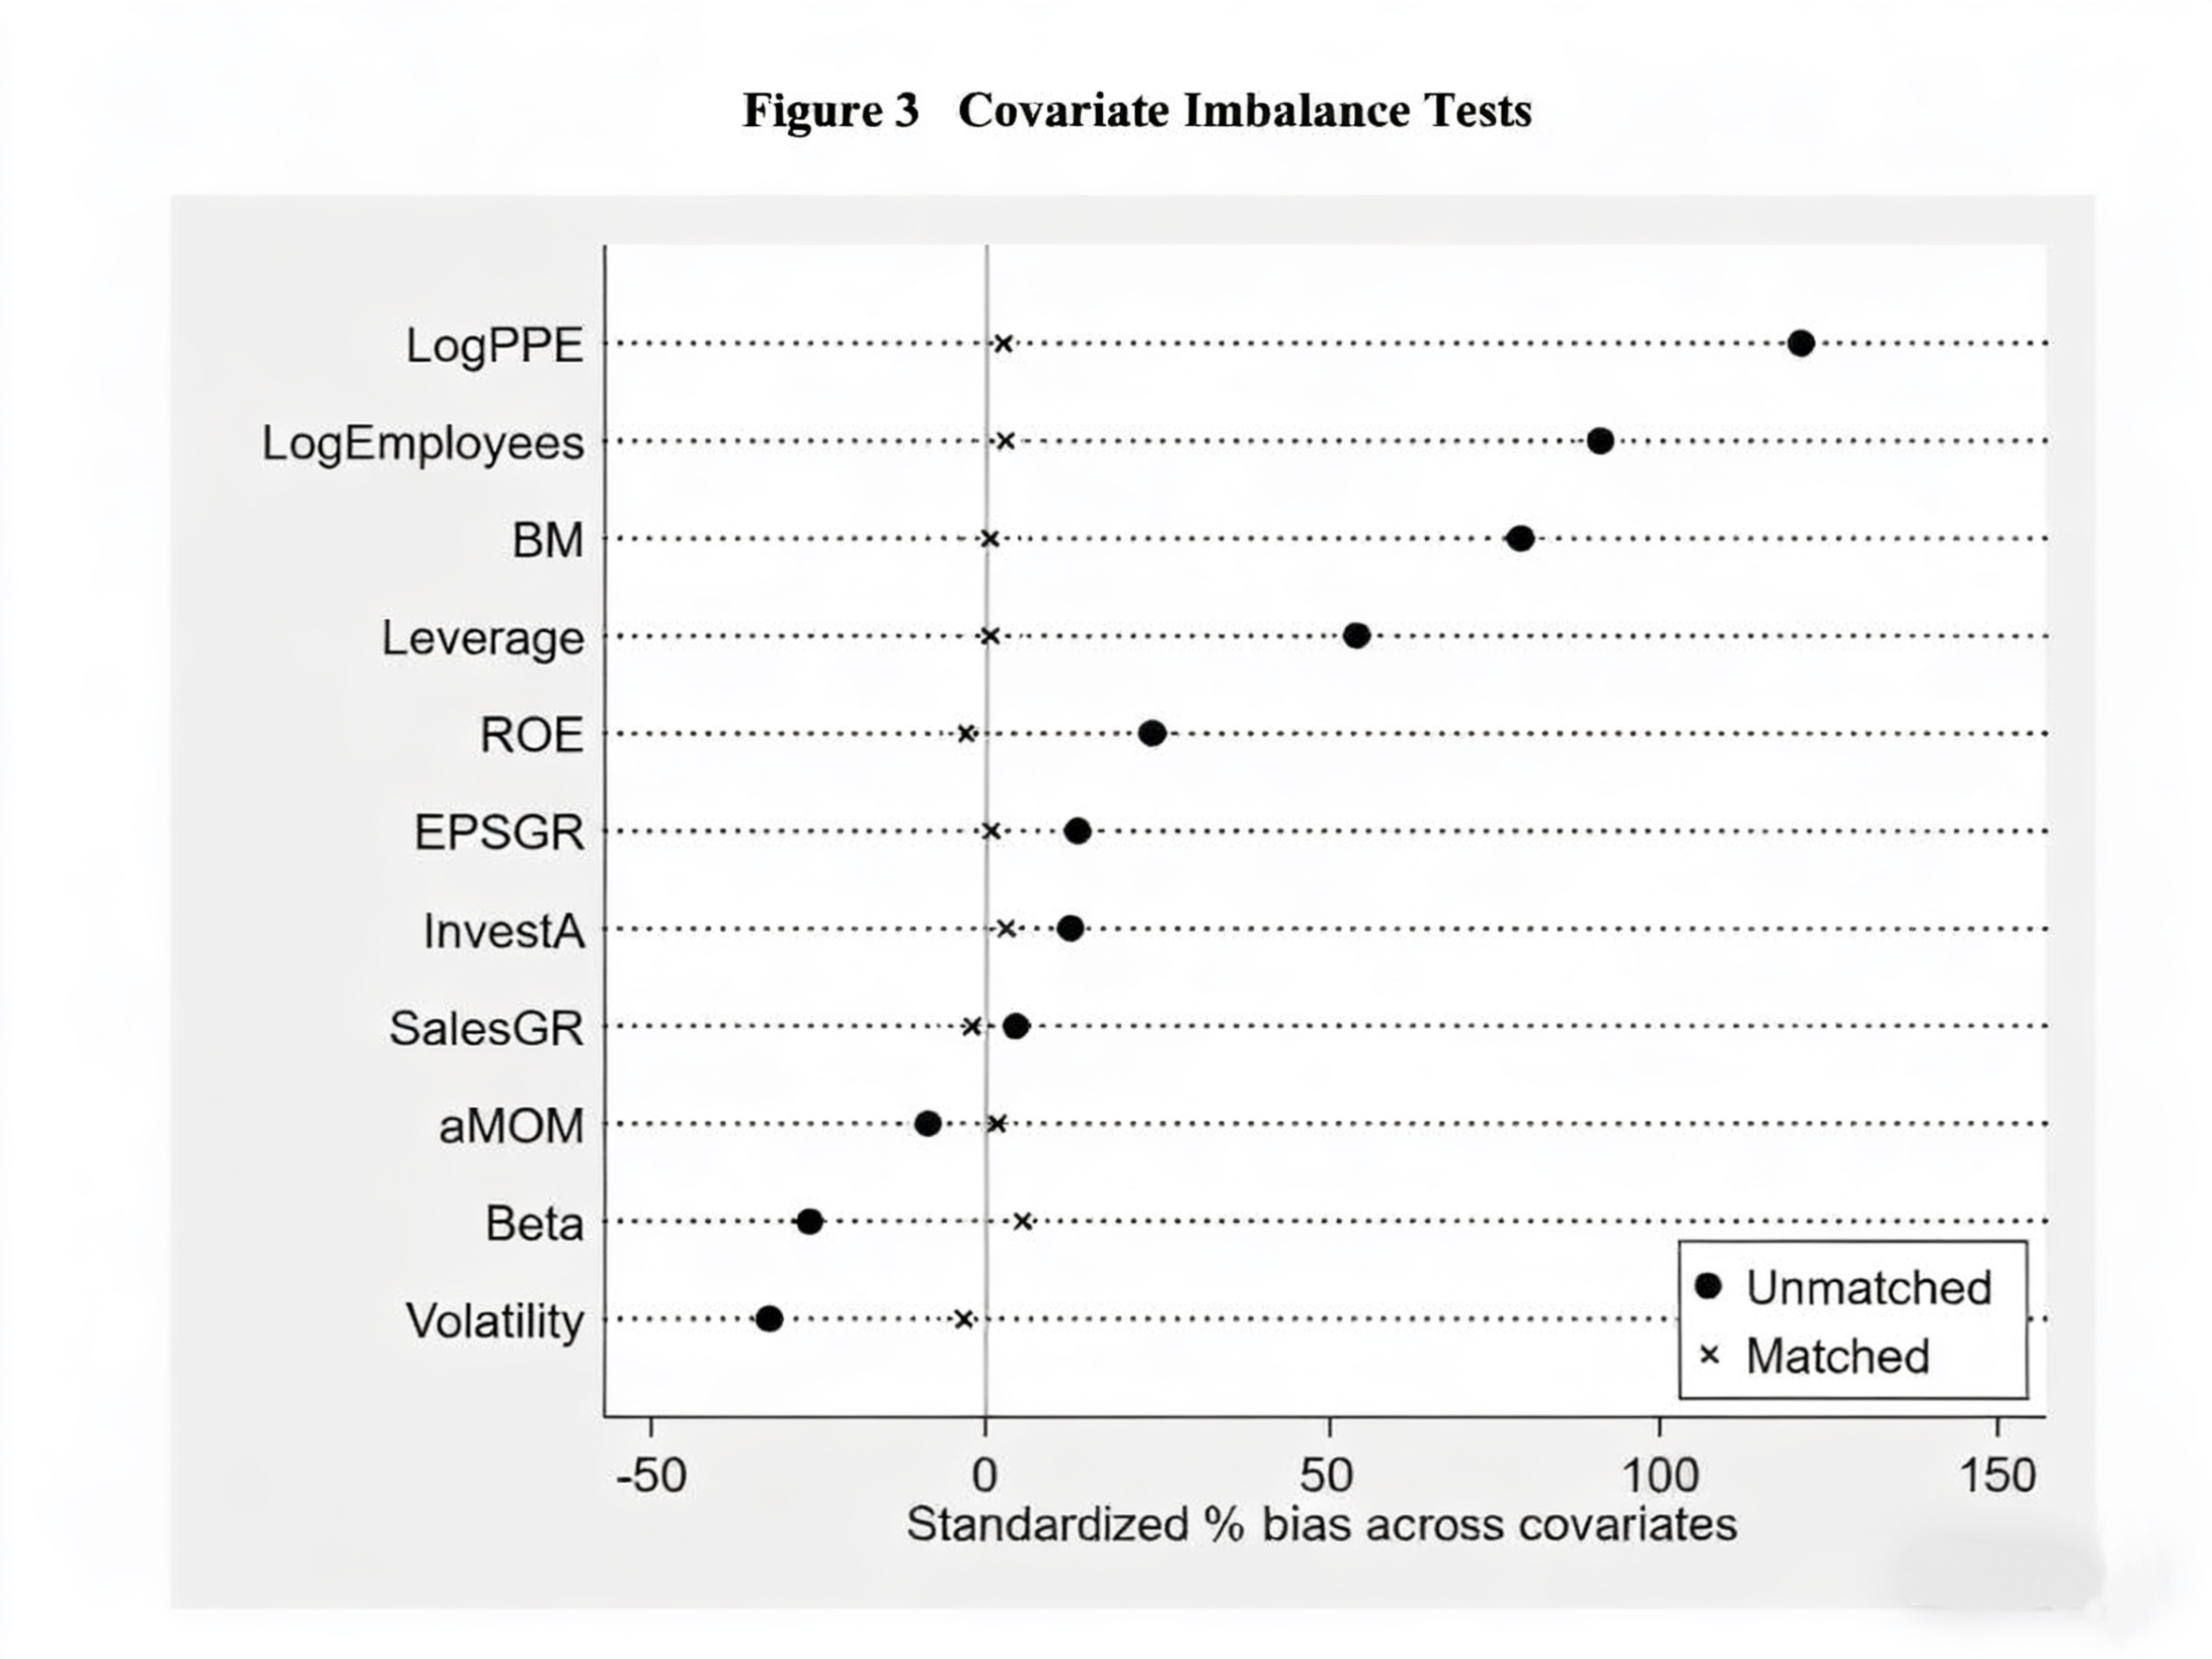 Figure 3 Covariate Imbalance Tests
LogPPE
LogEmployees
BM
Leverage
ROE
EPSGR
InvestA
SalesGR
aMOM
Beta
Volatility
Unmatched
Matched
-50 0 50 100 150
Standardized % bias across covariates